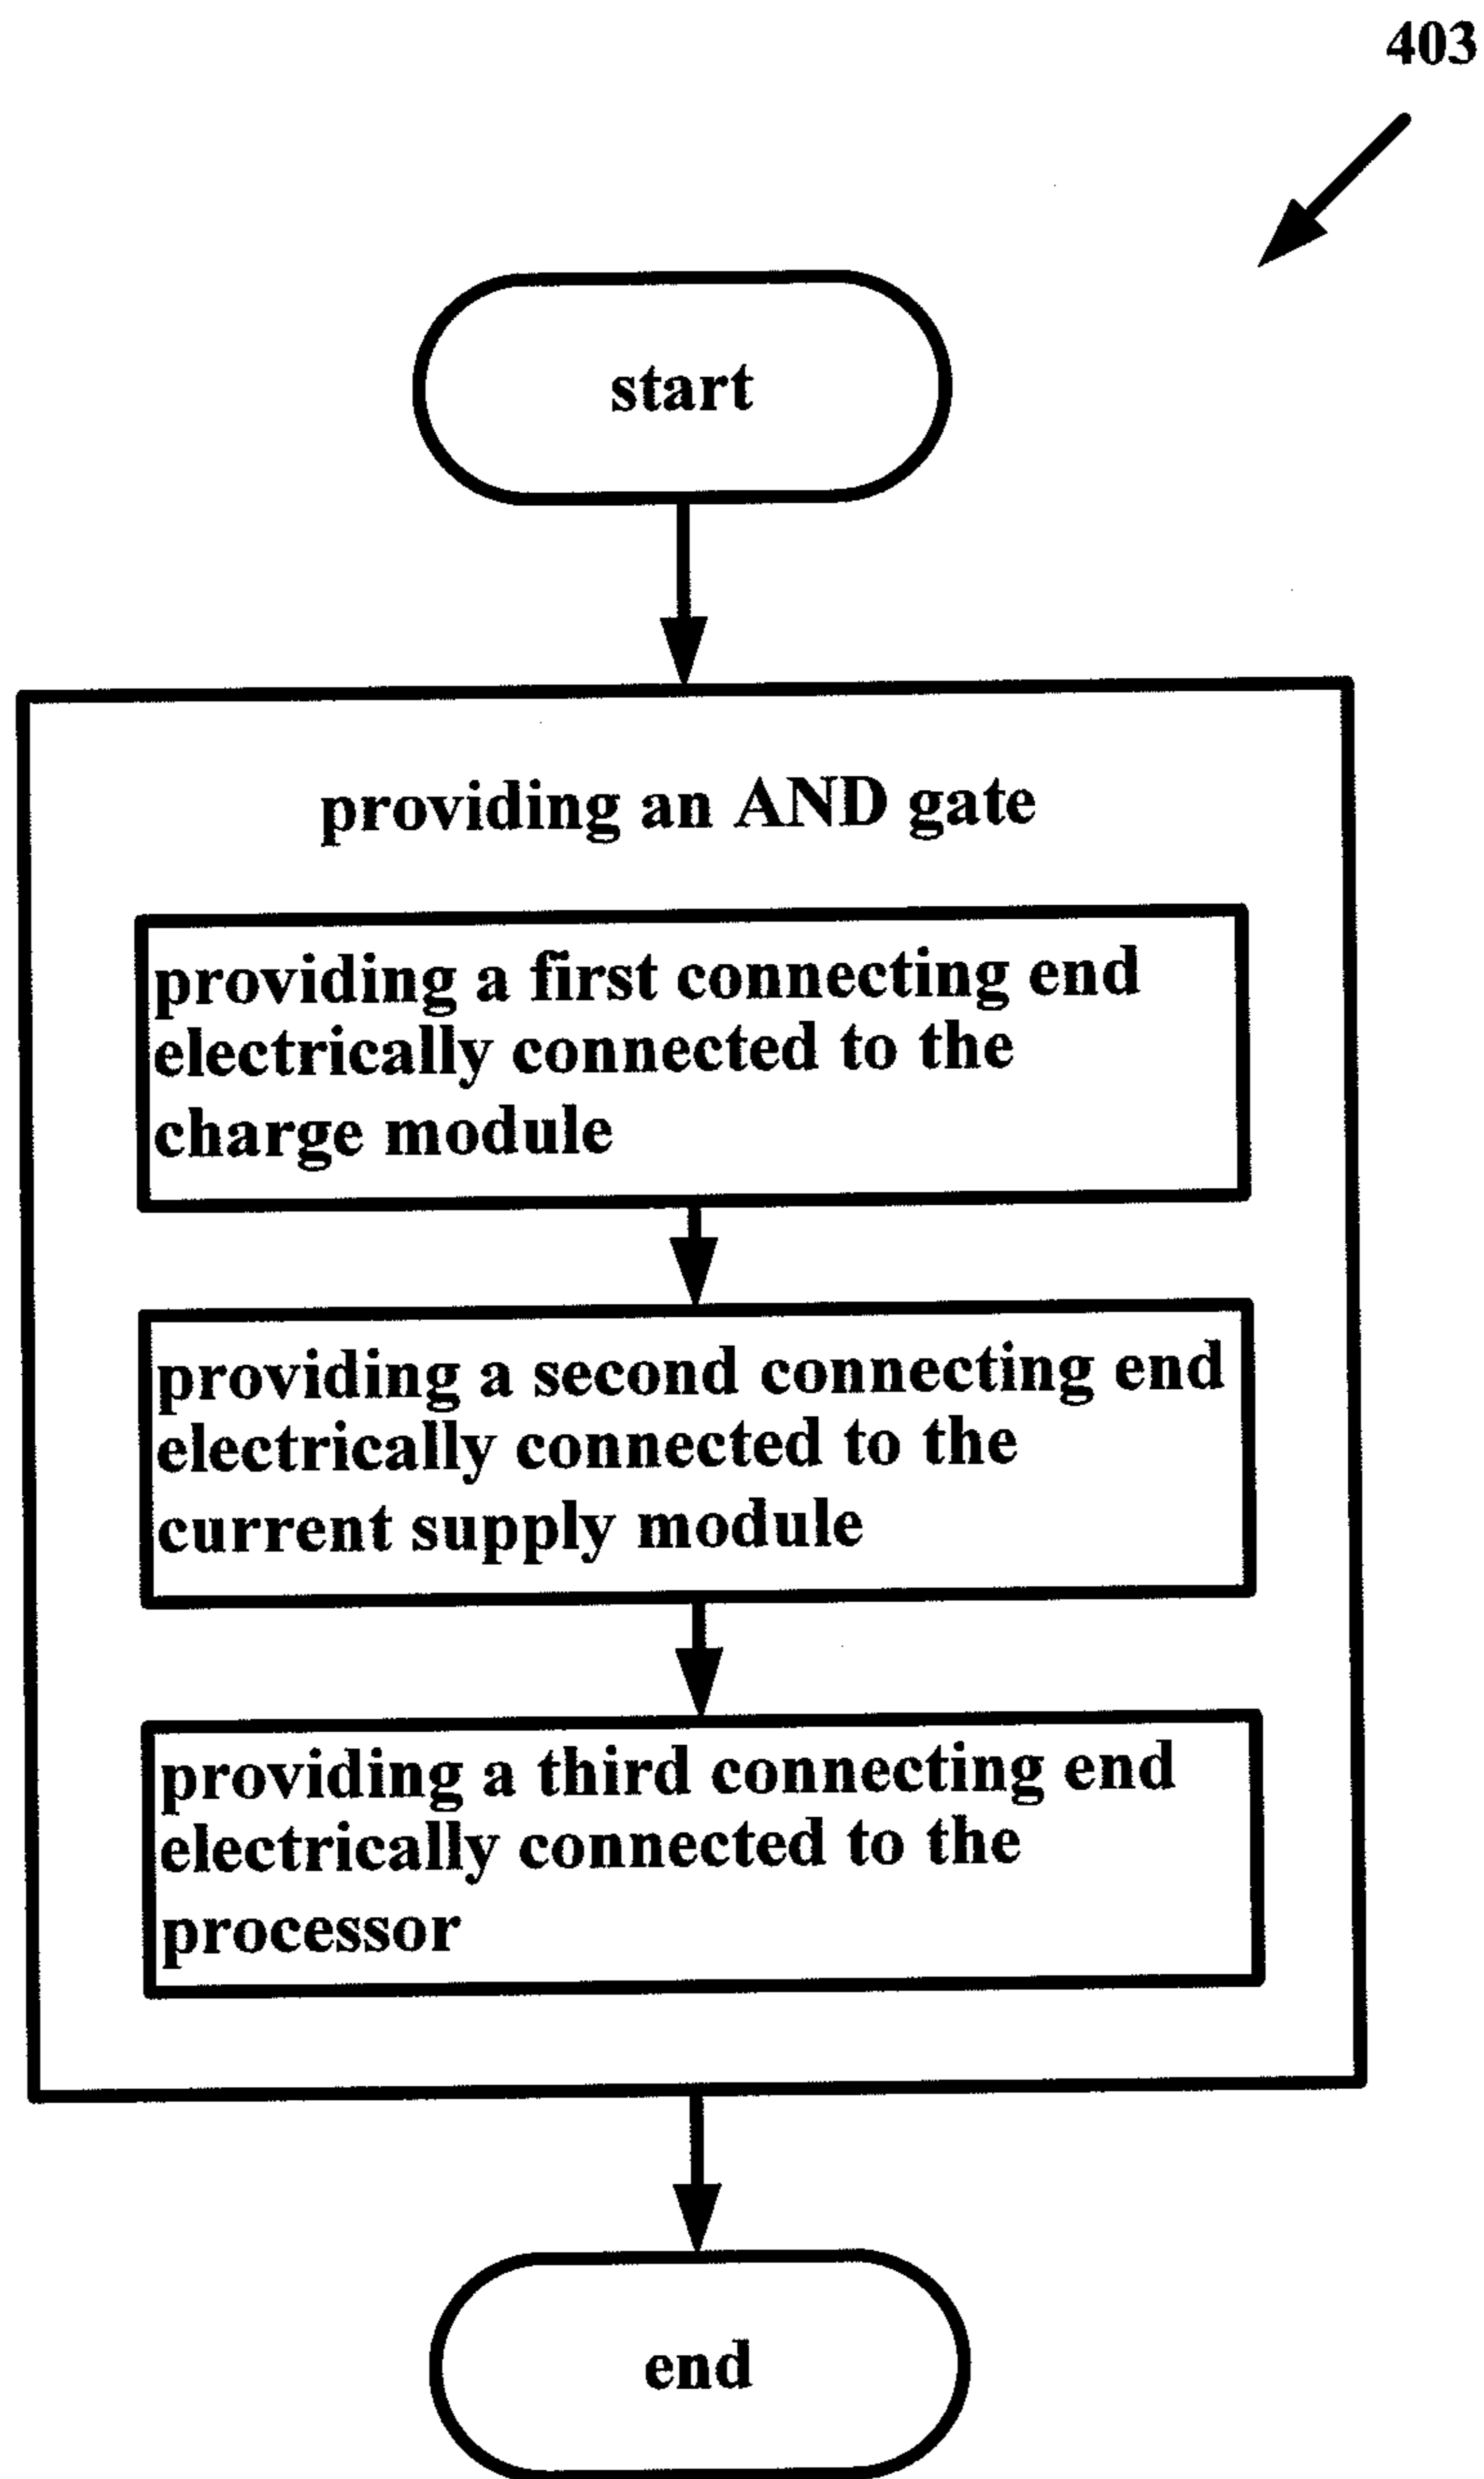 403
start
providing an AND gate
providing a first connecting end
electrically connected to the
charge module
providing a second connecting end
electrically connected to the
current supply module
providing a third connecting end
electrically connected to the
processor
end